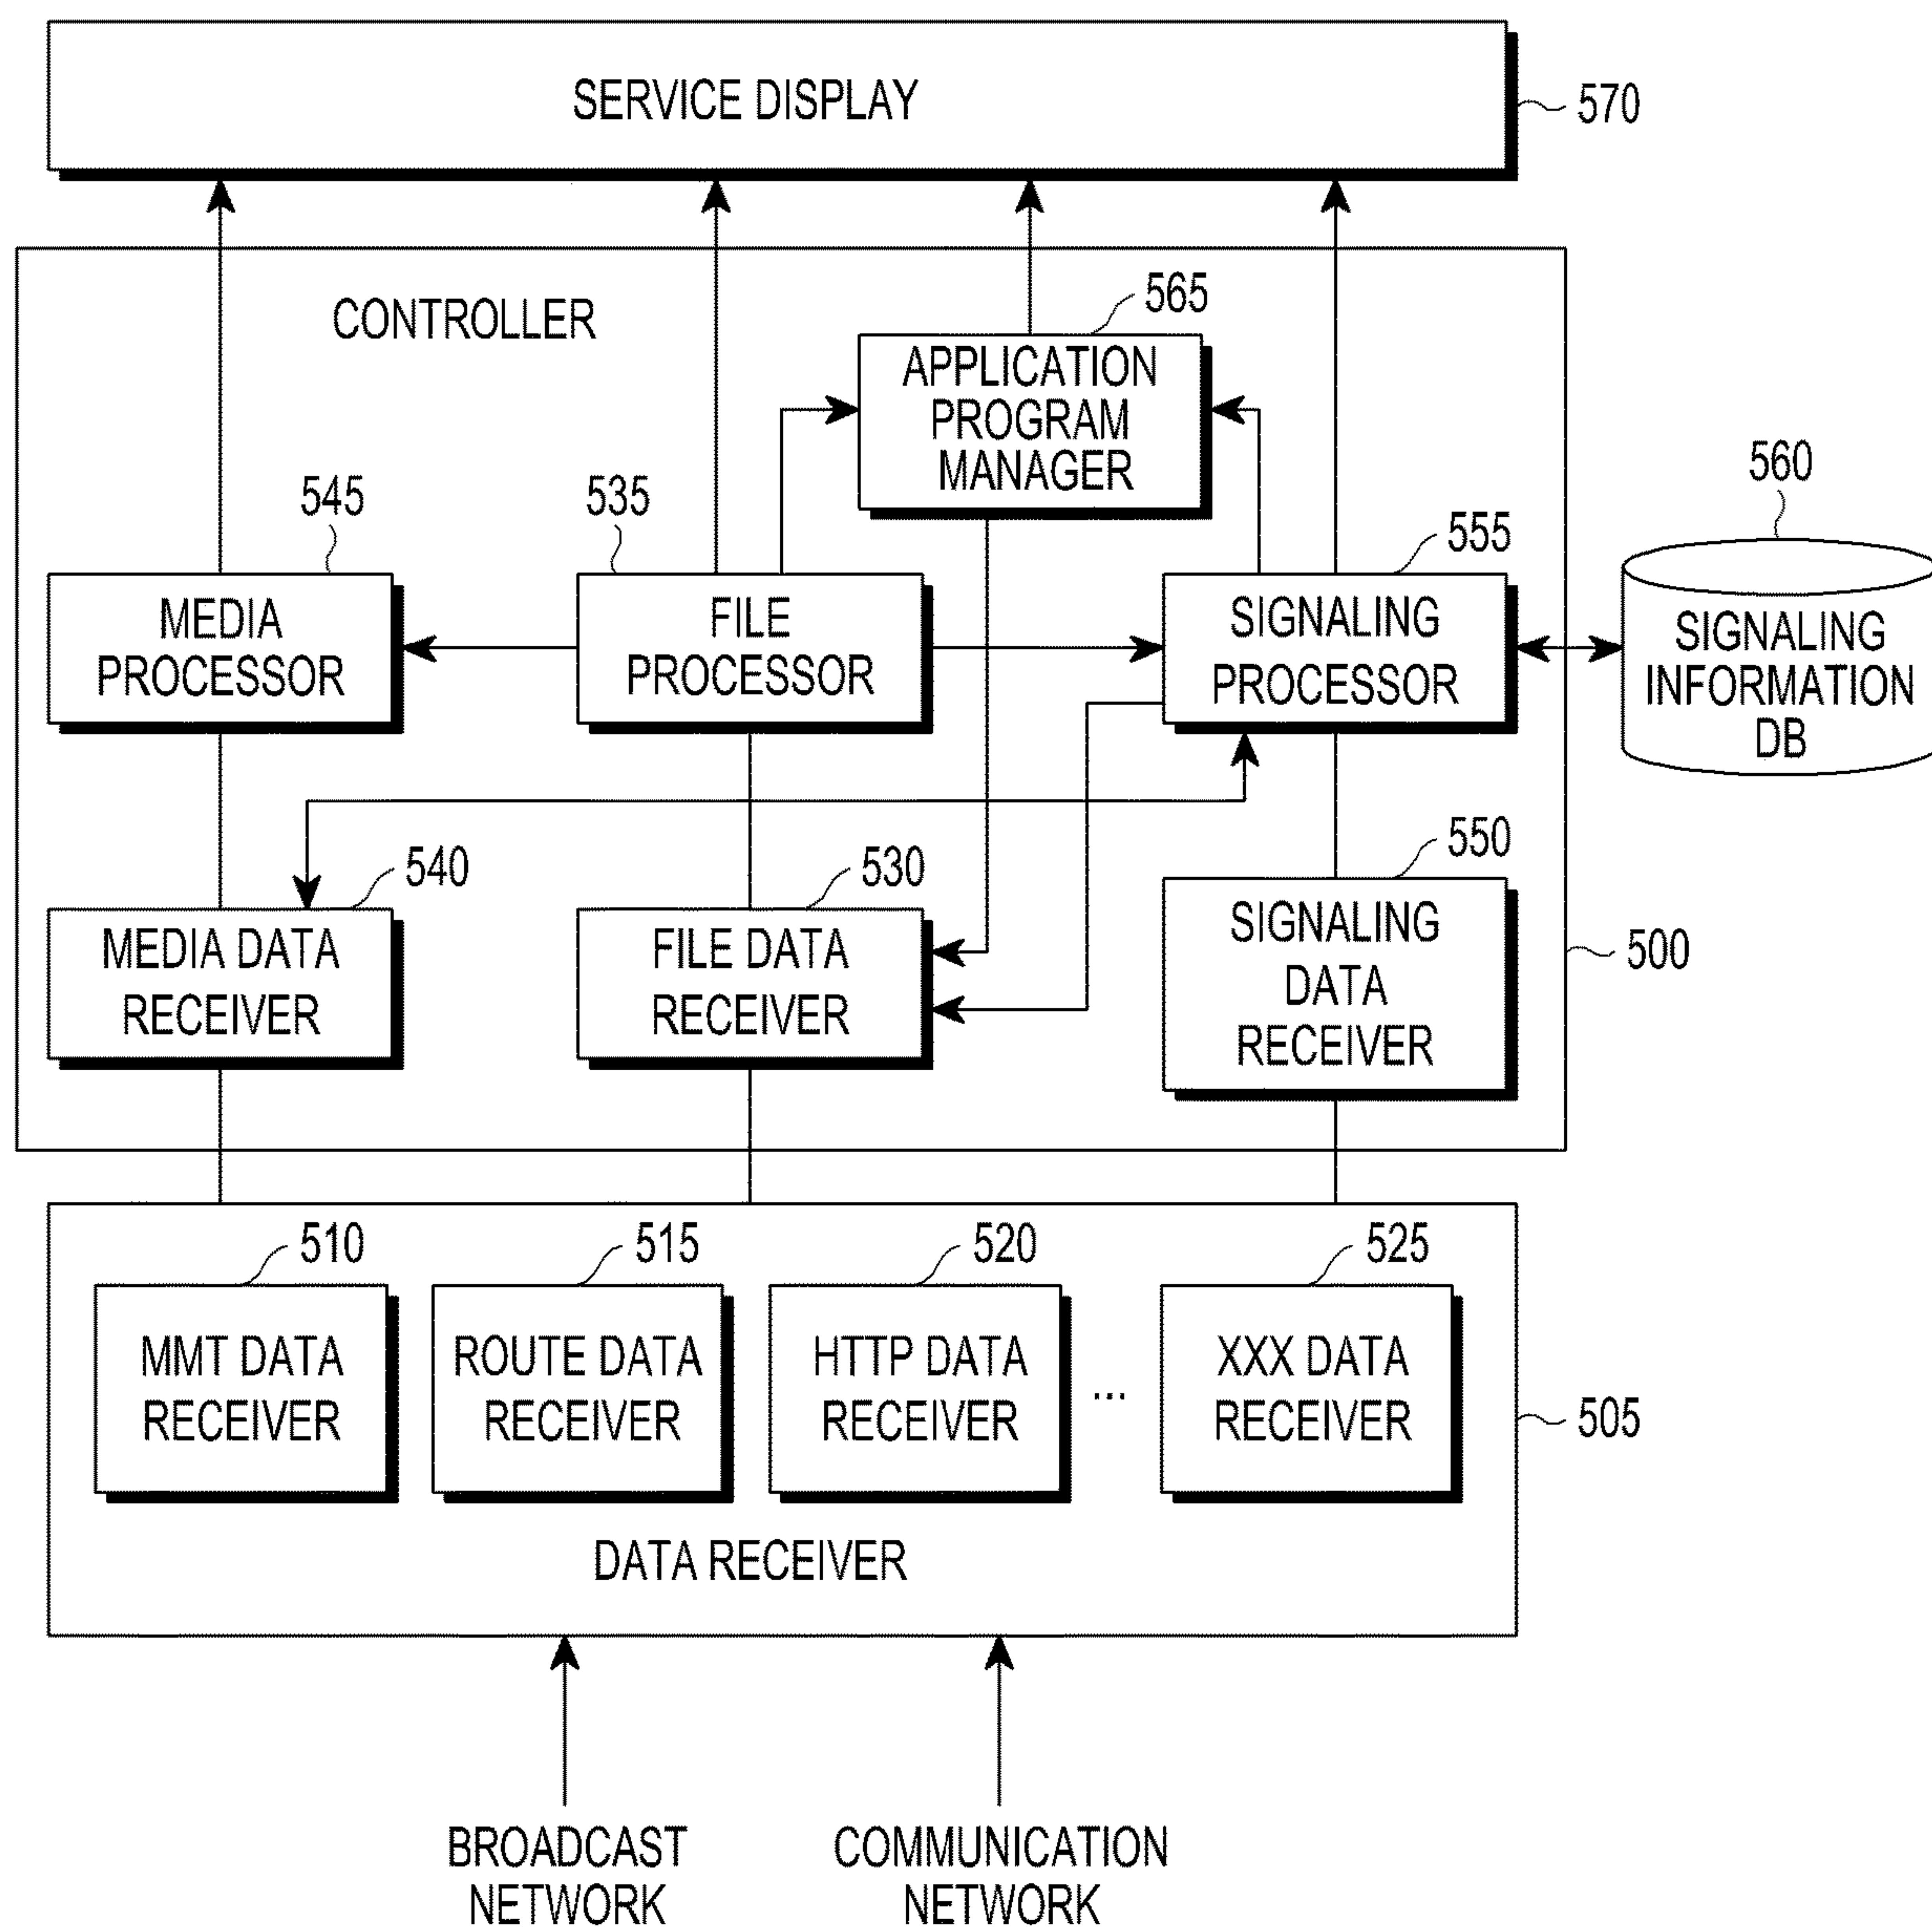 SERVICE DISPLAY
570
CONTROLLER
565
APPLICATION
PROGRAM
MANAGER
545
535
555
560
MEDIA
PROCESSOR
FILE
PROCESSOR
SIGNALING
PROCESSOR
SIGNALING
INFORMATION
DB
540
530
550
MEDIA DATA
RECEIVER
FILE DATA
RECEIVER
SIGNALING
DATA
RECEIVER
500
510
515
520
525
MMT DATA
RECEIVER
ROUTE DATA
RECEIVER
HTTP DATA
RECEIVER
...
XXX DATA
RECEIVER
505
DATA RECEIVER
BROADCAST
NETWORK
COMMUNICATION
NETWORK